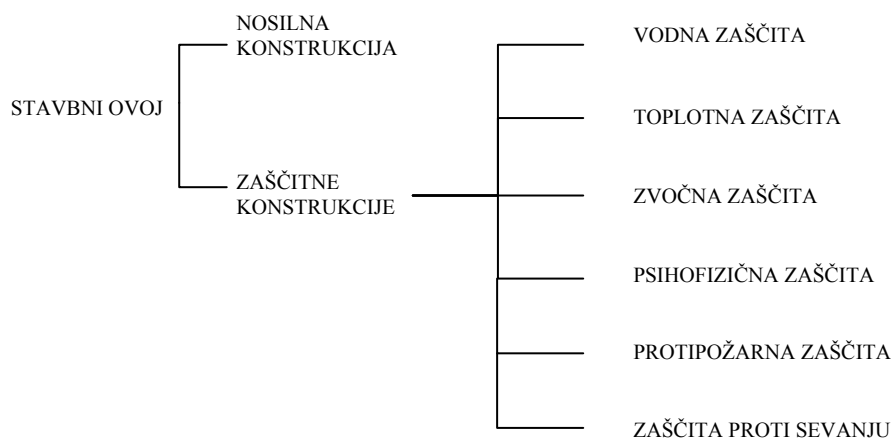 STAVBNI OVOJ
NOSILNA
KONSTRUKCIJA
ZAŠČITNE
KONSTRUKCIJE
VODNA ZAŠČITA
TOPLOTNA ZAŠČITA
ZVOČNA ZAŠČITA
PSIHOFIZIČNA ZAŠČITA
PROTIPOŽARNA ZAŠČITA
ZAŠČITA PROTI SEVANJU